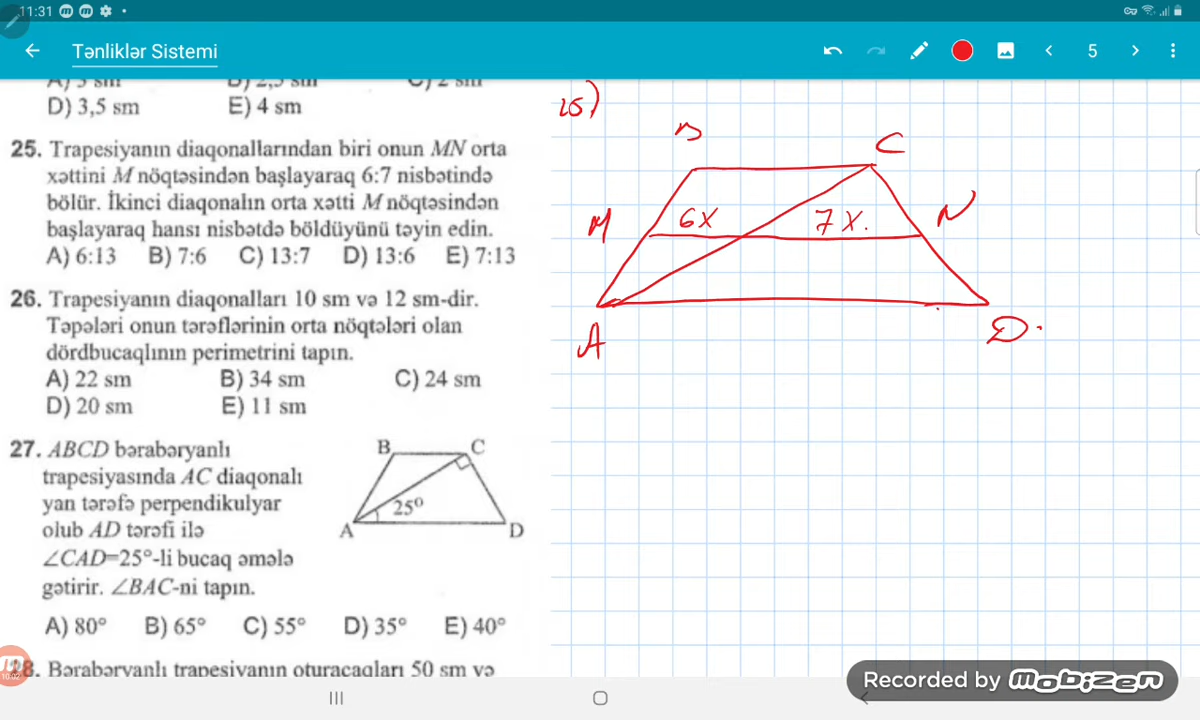 11:31
Tənliklər Sistemi
5
D) 3,5 sm E) 4 sm
25. Trapesiyanın diaqonallarından biri onun MN orta
xəttini M nöqtəsindən başlayaraq 6:7 nisbətində
bölür. İkinci diaqonalın orta xətti M nöqtəsindən
başlayaraq hansı nisbətdə böldüyünü təyin edin.
A) 6:13 B) 7:6 C) 13:7 D) 13:6 E) 7:13
26. Trapesiyanın diaqonalları 10 sm və 12 sm-dir.
Təpələri onun tərəflərinin orta nöqtələri olan
dördbucaqlının perimetrini tapın.
A) 22 sm B) 34 sm C) 24 sm
D) 20 sm E) 11 sm
27. ABCD bərabəryanlı
trapesiyasında AC diaqonalı
yan tərəfə perpendikulyar
olub AD tərəfi ilə
∠CAD=25°-li bucaq əmələ
gətirir. ∠BAC-ni tapın.
B C
25°
A D
A) 80° B) 65° C) 55° D) 35° E) 40°
28. Bərabəryanlı trapesiyanın oturacaqları 50 sm və
25)
B C
M 6x 7x. N
A D.
10:02
Recorded by mobizen